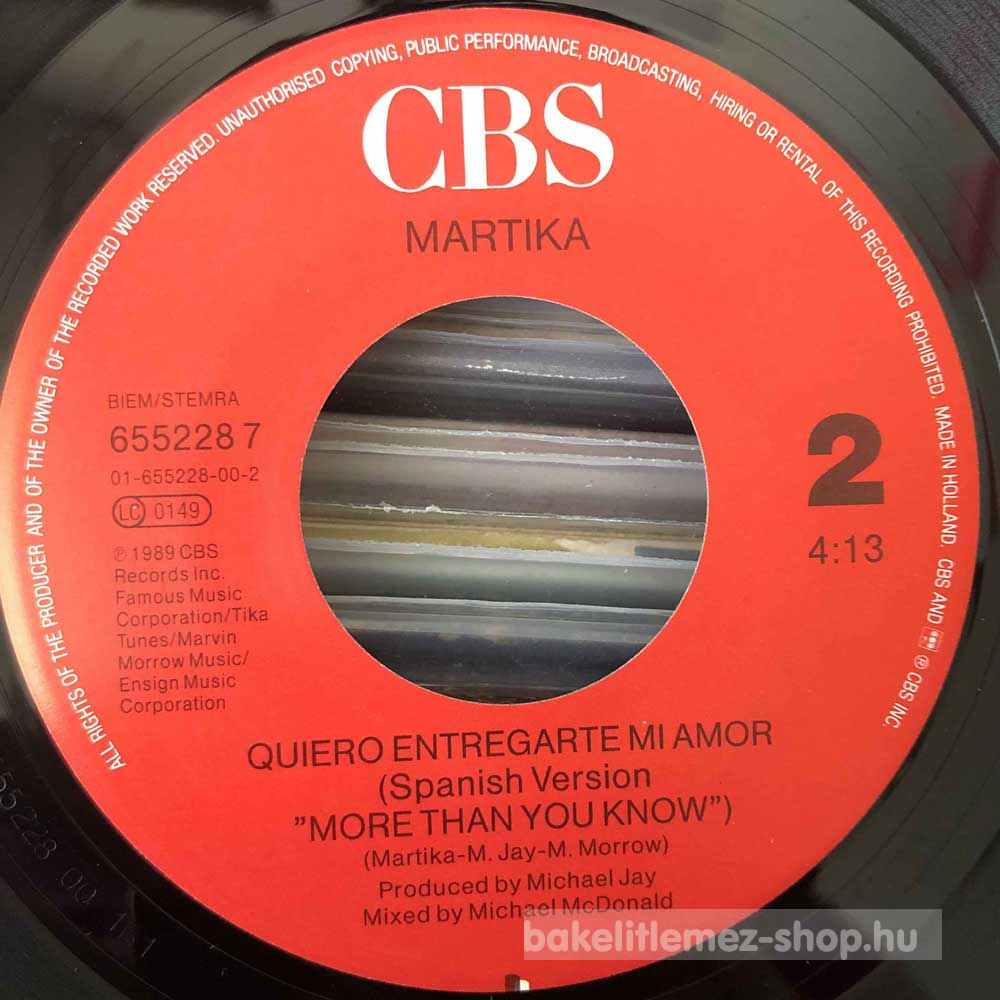 ALL RIGHTS OF THE PRODUCER AND OF THE OWNER OF THE RECORDED WORK RESERVED. UNAUTHORISED COPYING, PUBLIC PERFORMANCE, BROADCASTING, HIRING OR RENTAL OF THIS RECORDING PROHIBITED. MADE IN HOLLAND. CBS AND ® CBS INC.
CBS
MARTIKA
BIEM/STEMRA
655228 7
01-655228-00-2
LC 0149
℗ 1989 CBS
Records Inc.
Famous Music
Corporation/Tika
Tunes/Marvin
Morrow Music/
Ensign Music
Corporation
2
4:13
QUIERO ENTREGARTE MI AMOR
(Spanish Version
"MORE THAN YOU KNOW")
(Martika-M. Jay-M. Morrow)
Produced by Michael Jay
Mixed by Michael McDonald
bakelitlemez-shop.hu